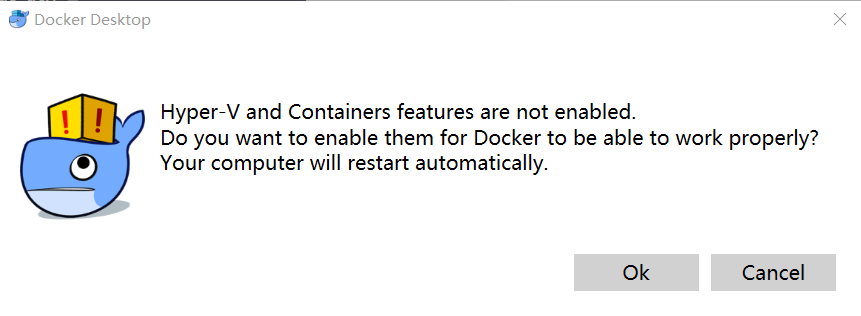 Docker Desktop
Hyper-V and Containers features are not enabled.
Do you want to enable them for Docker to be able to work properly?
Your computer will restart automatically.
Ok Cancel